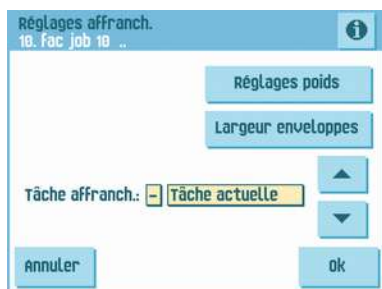 Réglages affranch.
10. Fac job 10 ..
Réglages poids
Largeur enveloppes
Tâche affranch.: - Tâche actuelle
Annuler
Ok